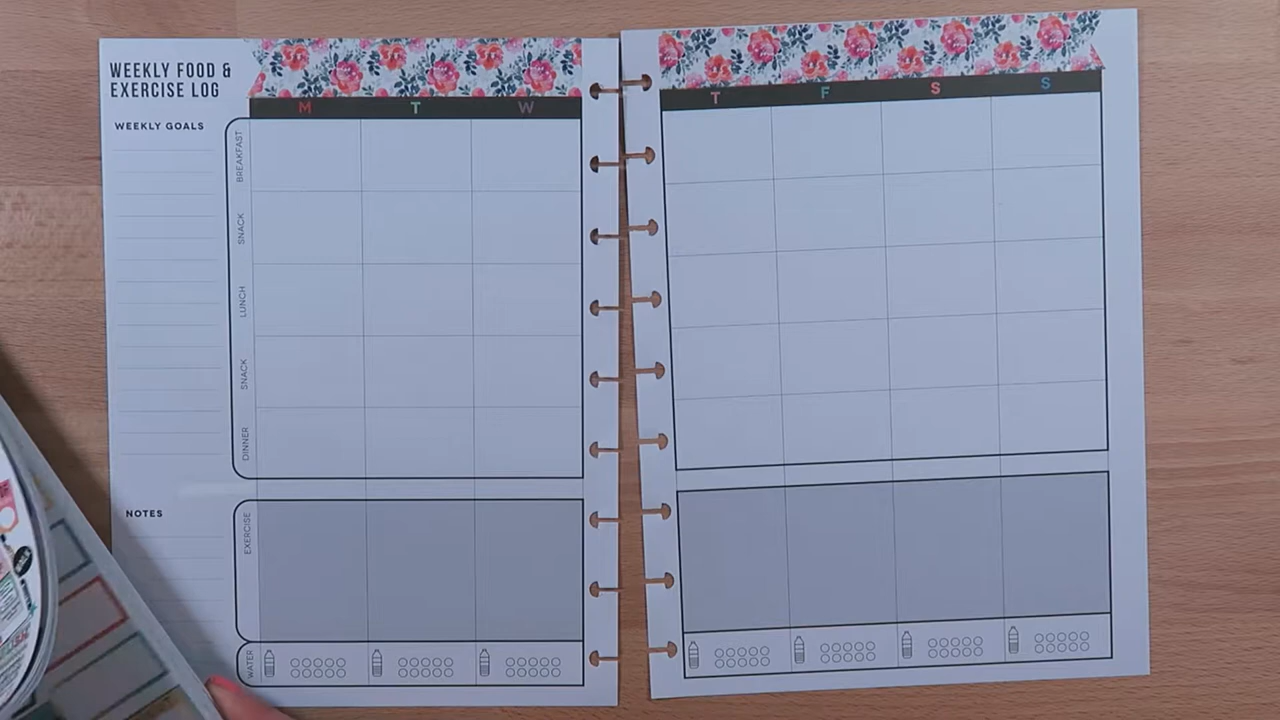 WEEKLY FOOD &
EXERCISE LOG
WEEKLY GOALS
M T W
T F S S
BREAKFAST
SNACK
LUNCH
SNACK
DINNER
NOTES
EXERCISE
WATER